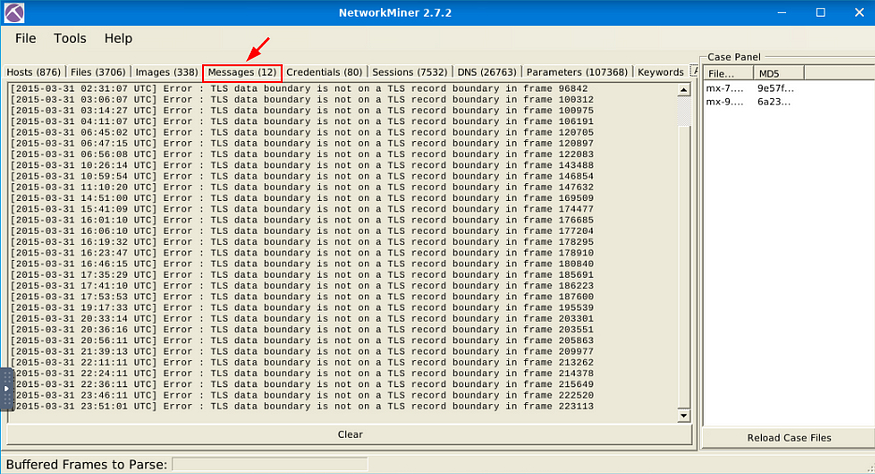 NetworkMiner 2.7.2
File Tools Help
Hosts (876) Files (3706) Images (338) Messages (12) Credentials (80) Sessions (7532) DNS (26763) Parameters (107368) Keywords
[2015-03-31 02:31:07 UTC] Error : TLS data boundary is not on a TLS record boundary in frame 96842
[2015-03-31 03:06:07 UTC] Error : TLS data boundary is not on a TLS record boundary in frame 100312
[2015-03-31 03:14:27 UTC] Error : TLS data boundary is not on a TLS record boundary in frame 100975
[2015-03-31 04:11:07 UTC] Error : TLS data boundary is not on a TLS record boundary in frame 106191
[2015-03-31 06:45:02 UTC] Error : TLS data boundary is not on a TLS record boundary in frame 120705
[2015-03-31 06:47:15 UTC] Error : TLS data boundary is not on a TLS record boundary in frame 120897
[2015-03-31 06:56:08 UTC] Error : TLS data boundary is not on a TLS record boundary in frame 122083
[2015-03-31 10:26:14 UTC] Error : TLS data boundary is not on a TLS record boundary in frame 143488
[2015-03-31 10:59:54 UTC] Error : TLS data boundary is not on a TLS record boundary in frame 146854
[2015-03-31 11:10:20 UTC] Error : TLS data boundary is not on a TLS record boundary in frame 147632
[2015-03-31 14:51:00 UTC] Error : TLS data boundary is not on a TLS record boundary in frame 169509
[2015-03-31 15:41:09 UTC] Error : TLS data boundary is not on a TLS record boundary in frame 174477
[2015-03-31 16:01:10 UTC] Error : TLS data boundary is not on a TLS record boundary in frame 176685
[2015-03-31 16:06:10 UTC] Error : TLS data boundary is not on a TLS record boundary in frame 177204
[2015-03-31 16:19:32 UTC] Error : TLS data boundary is not on a TLS record boundary in frame 178295
[2015-03-31 16:23:47 UTC] Error : TLS data boundary is not on a TLS record boundary in frame 178910
[2015-03-31 16:46:15 UTC] Error : TLS data boundary is not on a TLS record boundary in frame 180840
[2015-03-31 17:35:29 UTC] Error : TLS data boundary is not on a TLS record boundary in frame 185691
[2015-03-31 17:41:10 UTC] Error : TLS data boundary is not on a TLS record boundary in frame 186223
[2015-03-31 17:53:53 UTC] Error : TLS data boundary is not on a TLS record boundary in frame 187600
[2015-03-31 19:17:33 UTC] Error : TLS data boundary is not on a TLS record boundary in frame 195539
[2015-03-31 20:33:14 UTC] Error : TLS data boundary is not on a TLS record boundary in frame 203301
[2015-03-31 20:36:16 UTC] Error : TLS data boundary is not on a TLS record boundary in frame 203551
[2015-03-31 20:56:11 UTC] Error : TLS data boundary is not on a TLS record boundary in frame 205863
[2015-03-31 21:39:13 UTC] Error : TLS data boundary is not on a TLS record boundary in frame 209977
[2015-03-31 22:11:11 UTC] Error : TLS data boundary is not on a TLS record boundary in frame 213262
[2015-03-31 22:24:11 UTC] Error : TLS data boundary is not on a TLS record boundary in frame 214378
[2015-03-31 22:36:11 UTC] Error : TLS data boundary is not on a TLS record boundary in frame 215649
[2015-03-31 23:46:11 UTC] Error : TLS data boundary is not on a TLS record boundary in frame 222520
[2015-03-31 23:51:01 UTC] Error : TLS data boundary is not on a TLS record boundary in frame 223113
Clear
Case Panel
File... MD5
mx-7.... 9e57f...
mx-9.... 6a23...
Reload Case Files
Buffered Frames to Parse: